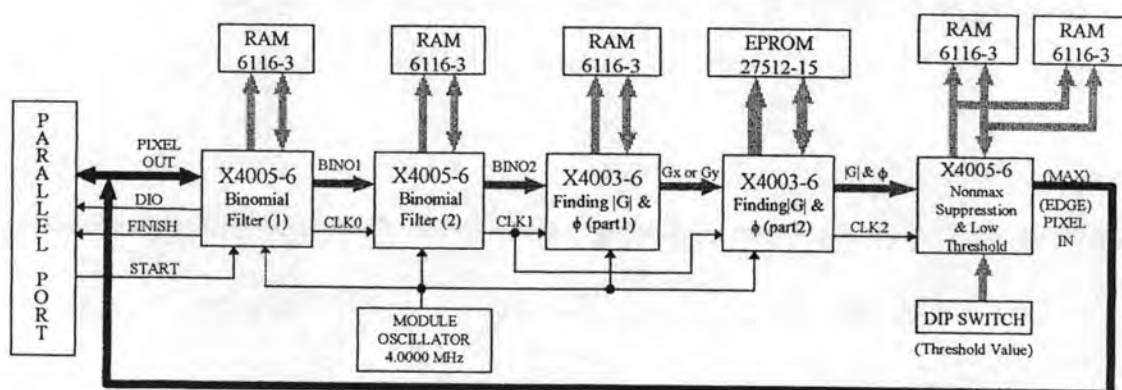 RAM
6116-3
RAM
6116-3
RAM
6116-3
EPROM
27512-15
RAM
6116-3
RAM
6116-3
PARALLEL PORT
PIXEL
OUT
DIO
FINISH
START
X4005-6
Binomial
Filter (1)
BINO1
CLK0
X4005-6
Binomial
Filter (2)
BINO2
CLK1
X4003-6
Finding |G| &
ϕ (part1)
Gx or Gy
X4003-6
Finding|G| &
ϕ (part2)
|G| & ϕ
CLK2
X4005-6
Nonmax
Suppresstion
& Low
Threshold
(MAX)
(EDGE)
PIXEL
IN
MODULE
OSCILLATOR
4.0000 MHz
DIP SWITCH
(Threshold Value)